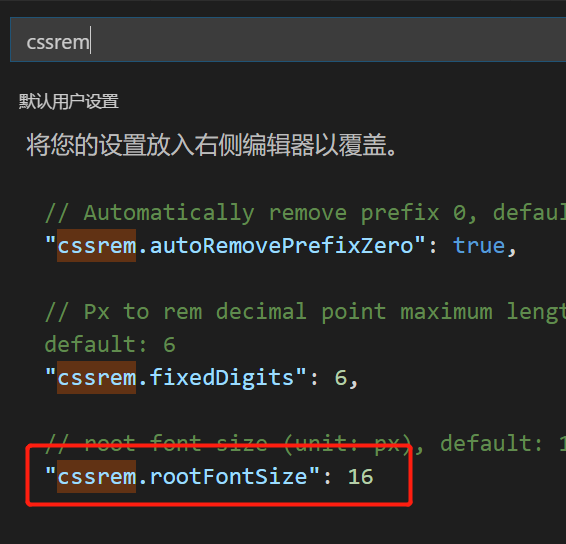 cssrem
默认用户设置
将您的设置放入右侧编辑器以覆盖。
// Automatically remove prefix 0, defaul
"cssrem.autoRemovePrefixZero": true,
// Px to rem decimal point maximum lengt
default: 6
"cssrem.fixedDigits": 6,
// root font size (unit: px), default: 1
"cssrem.rootFontSize": 16